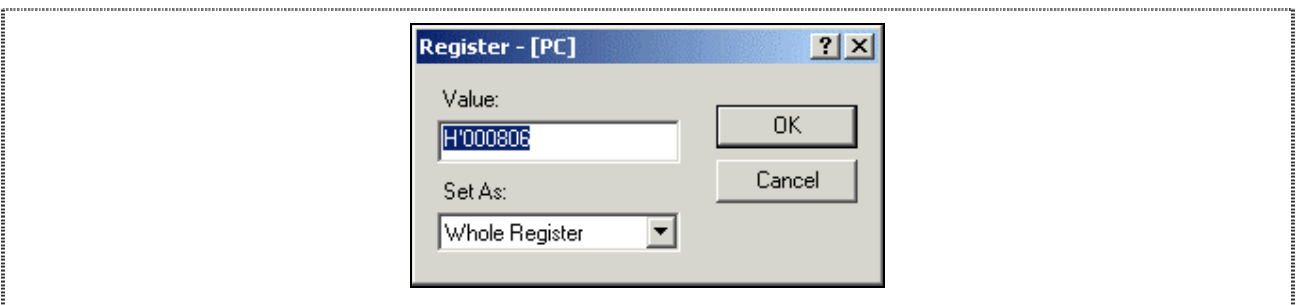 Register - [PC]
Value:
H'000806
OK
Set As:
Cancel
Whole Register